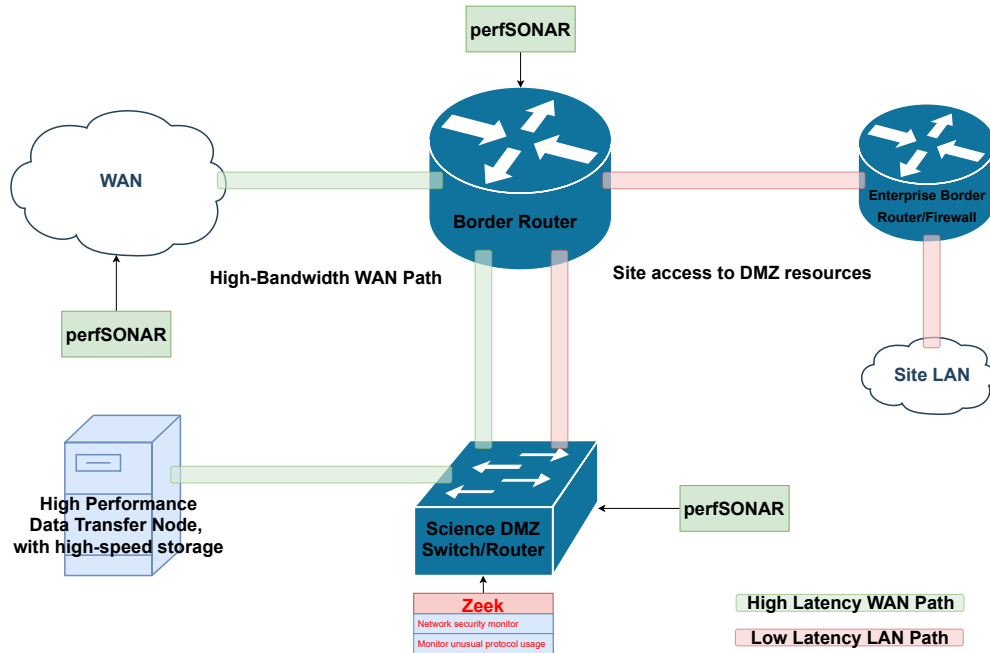 perfSONAR
WAN
Border Router
Enterprise Border
Router/Firewall
High-Bandwidth WAN Path
Site access to DMZ resources
perfSONAR
Site LAN
High Performance
Data Transfer Node,
with high-speed storage
Science DMZ
Switch/Router
perfSONAR
Zeek
Network security monitor
Monitor unusual protocol usage
High Latency WAN Path
Low Latency LAN Path